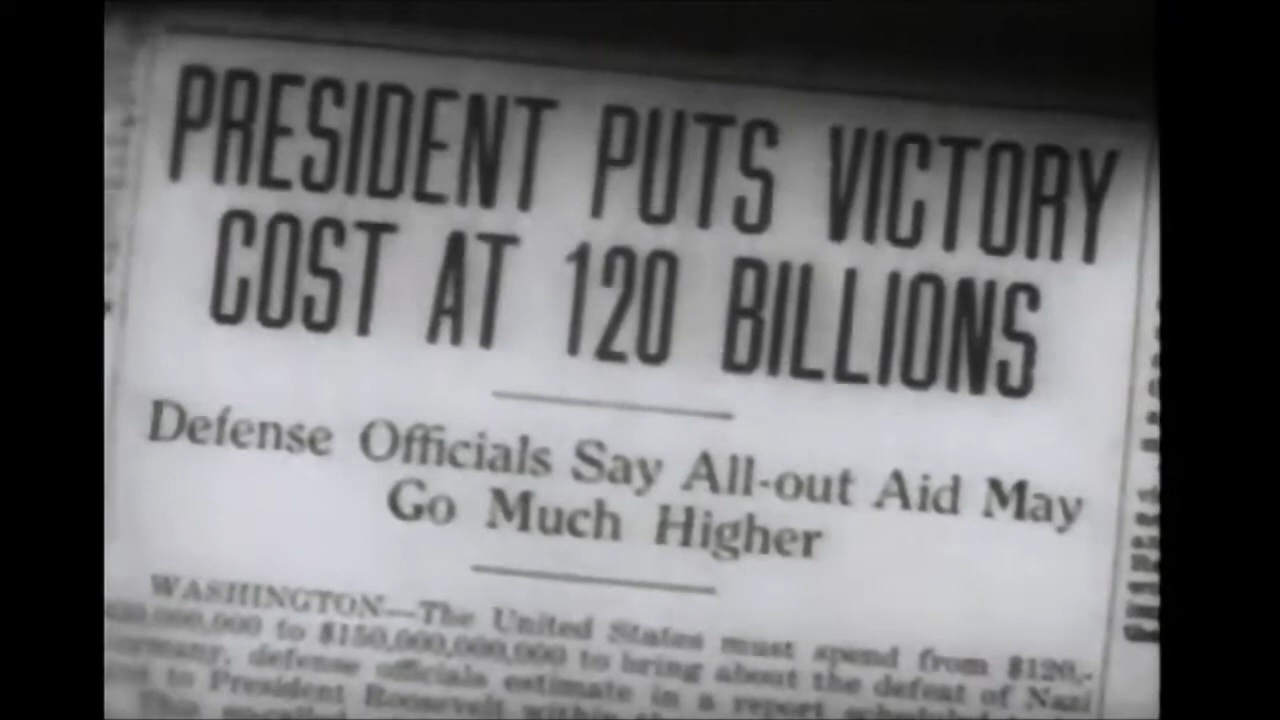 PRESIDENT PUTS VICTORY
COST AT 120 BILLIONS
Defense Officials Say All-out Aid May
Go Much Higher
WASHINGTON—The United States must spend from $120,-
000,000,000 to $150,000,000,000 to bring about the defeat of Nazi
defense officials estimate in a report
to President Roosevelt within